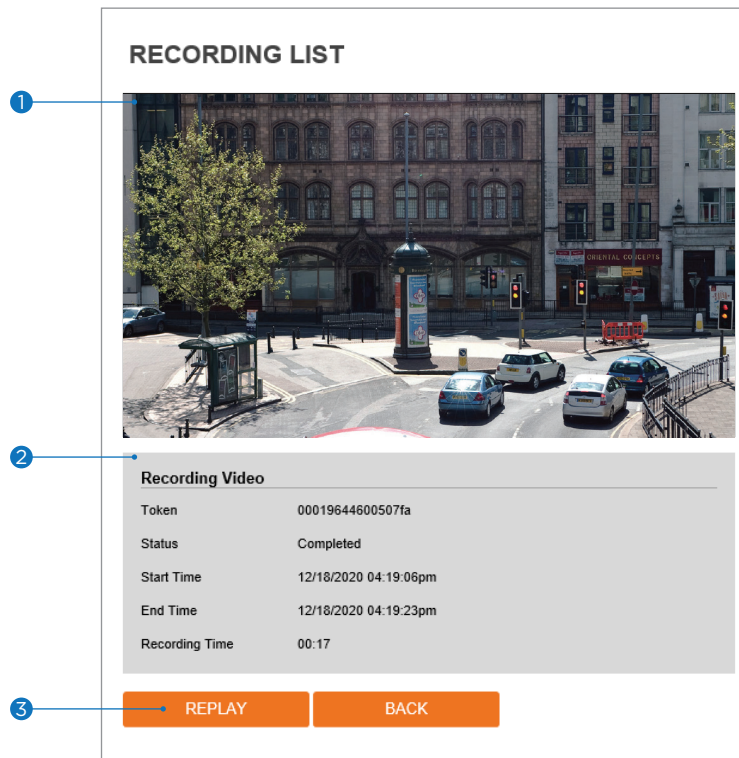 RECORDING LIST
1
ORIENTAL CONCEPTS
2
Recording Video
Token 00019644600507fa
Status Completed
Start Time 12/18/2020 04:19:06pm
End Time 12/18/2020 04:19:23pm
Recording Time 00:17
3 REPLAY BACK